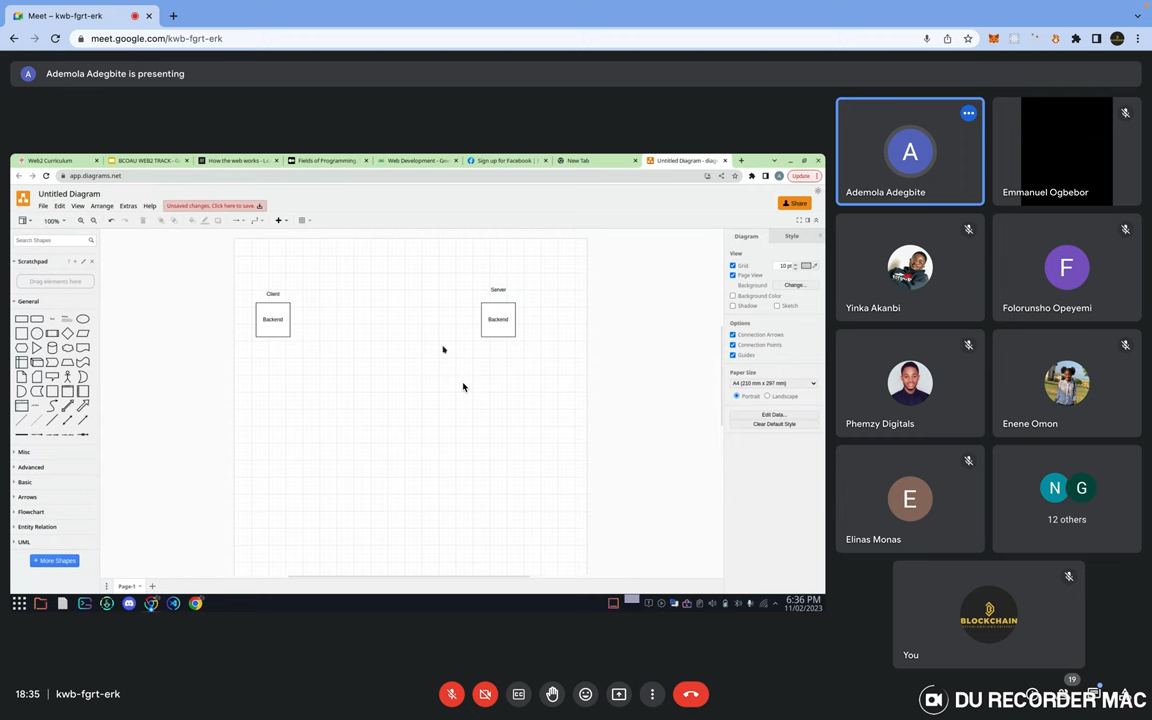 Meet – kwb-fgrt-erk
meet.google.com/kwb-fgrt-erk
A Ademola Adegbite is presenting
Web2 Curriculum
BCOAU WEB2 TRACK - G
How the web works - L
Fields of Programming.
Web Development - Go
Sign up for Facebook |
New Tab
Untitled Diagram - diag
app.diagrams.net
Update
Untitled Diagram
File Edit View Arrange Extras Help
Unsaved changes. Click here to save.
Share
100%
Search Shapes
Scratchpad
Drag elements here
General
Misc
Advanced
Basic
Arrows
Flowchart
Entity Relation
UML
+ More Shapes
Client
Backend
Server
Backend
Diagram Style
View
Grid 10 pt
Page View
Background Change...
Background Color
Shadow Sketch
Options
Connection Arrows
Connection Points
Guides
Paper Size
A4 (210 mm x 297 mm)
Portrait Landscape
Edit Data...
Clear Default Style
Page-1
6:36 PM
11/02/2023
A
Ademola Adegbite
Emmanuel Ogbebor
Yinka Akanbi
F
Folorunsho Opeyemi
Phemzy Digitals
Enene Omon
E
Elinas Monas
N G
12 others
BLOCKCHAIN
You
18:35 kwb-fgrt-erk
19
DU RECORDER MAC